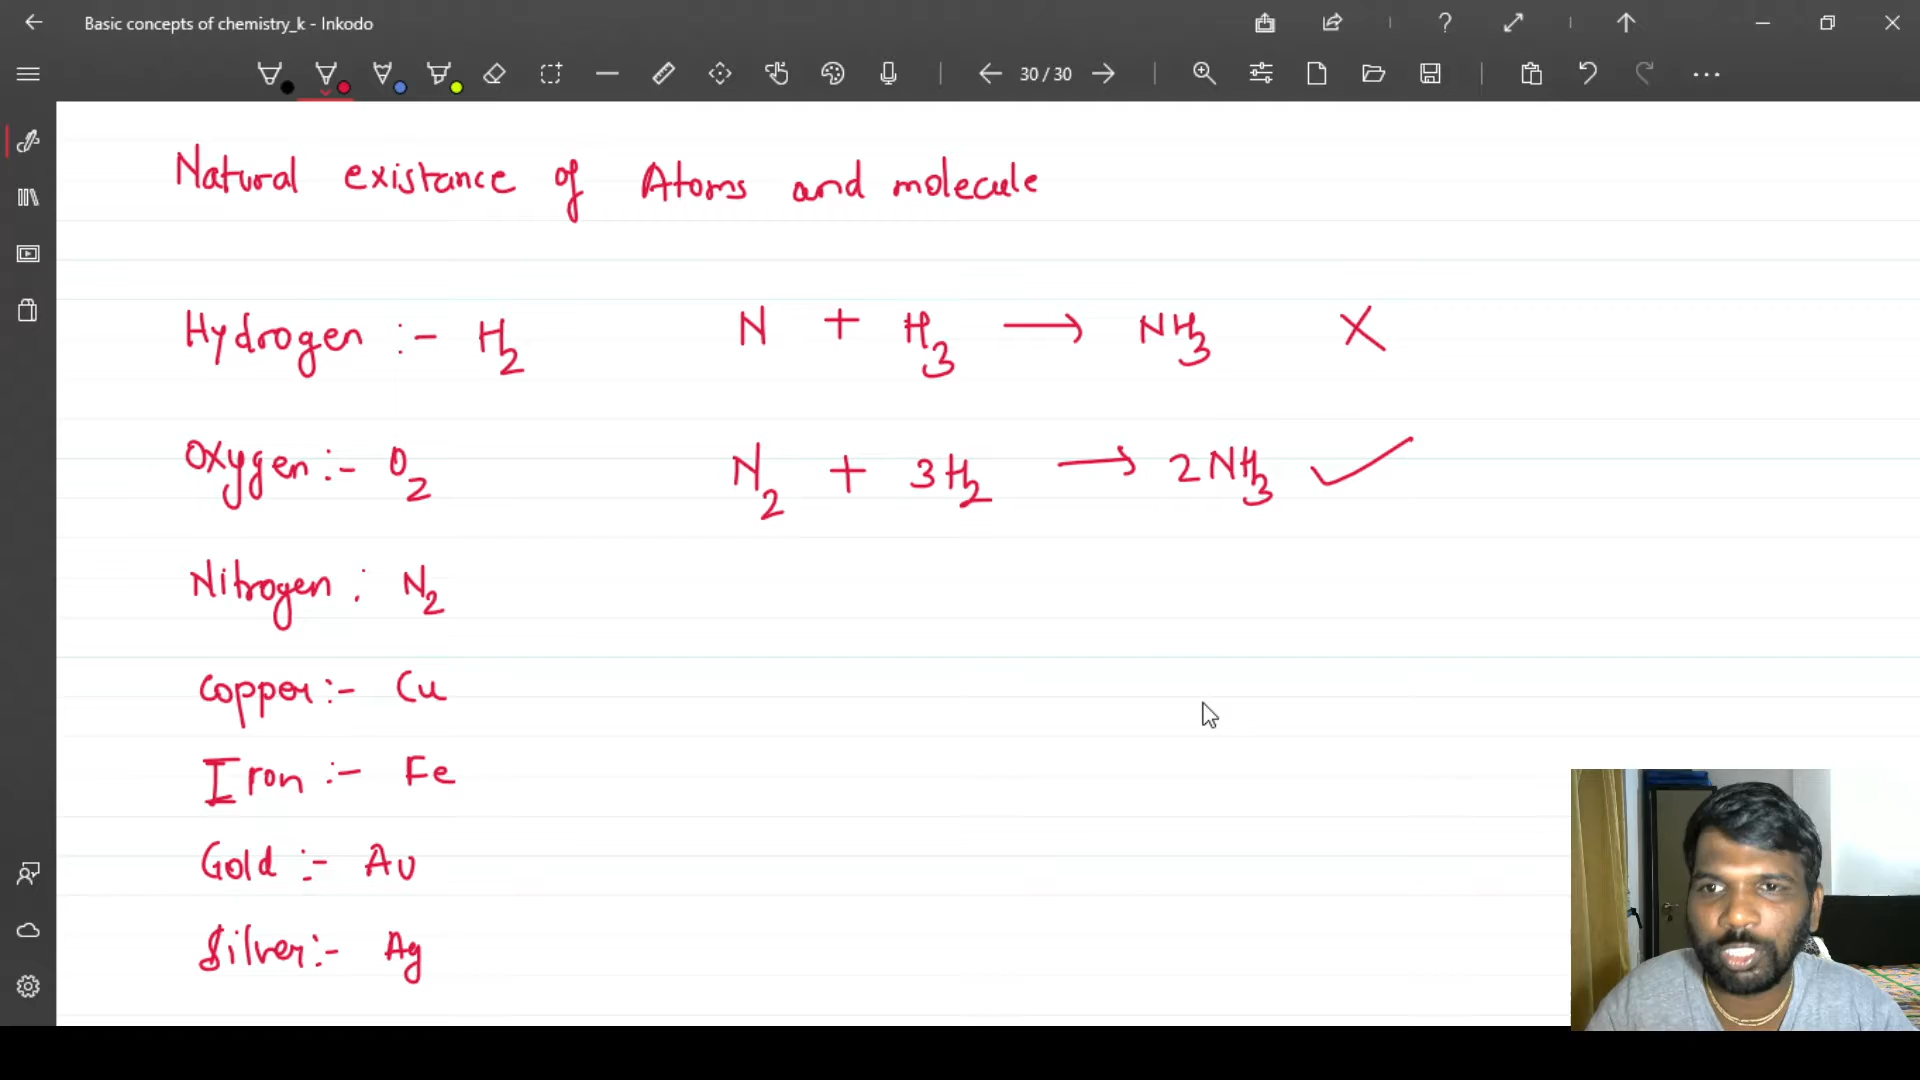 Basic concepts of chemistry_k - Inkodo
30 / 30
Natural existance of Atoms and molecule
Hydrogen :- H2
N + H3 → NH3 X
Oxygen :- O2
N2 + 3H2 → 2NH3 ✓
Nitrogen : N2
Copper :- Cu
Iron :- Fe
Gold :- Au
Silver :- Ag